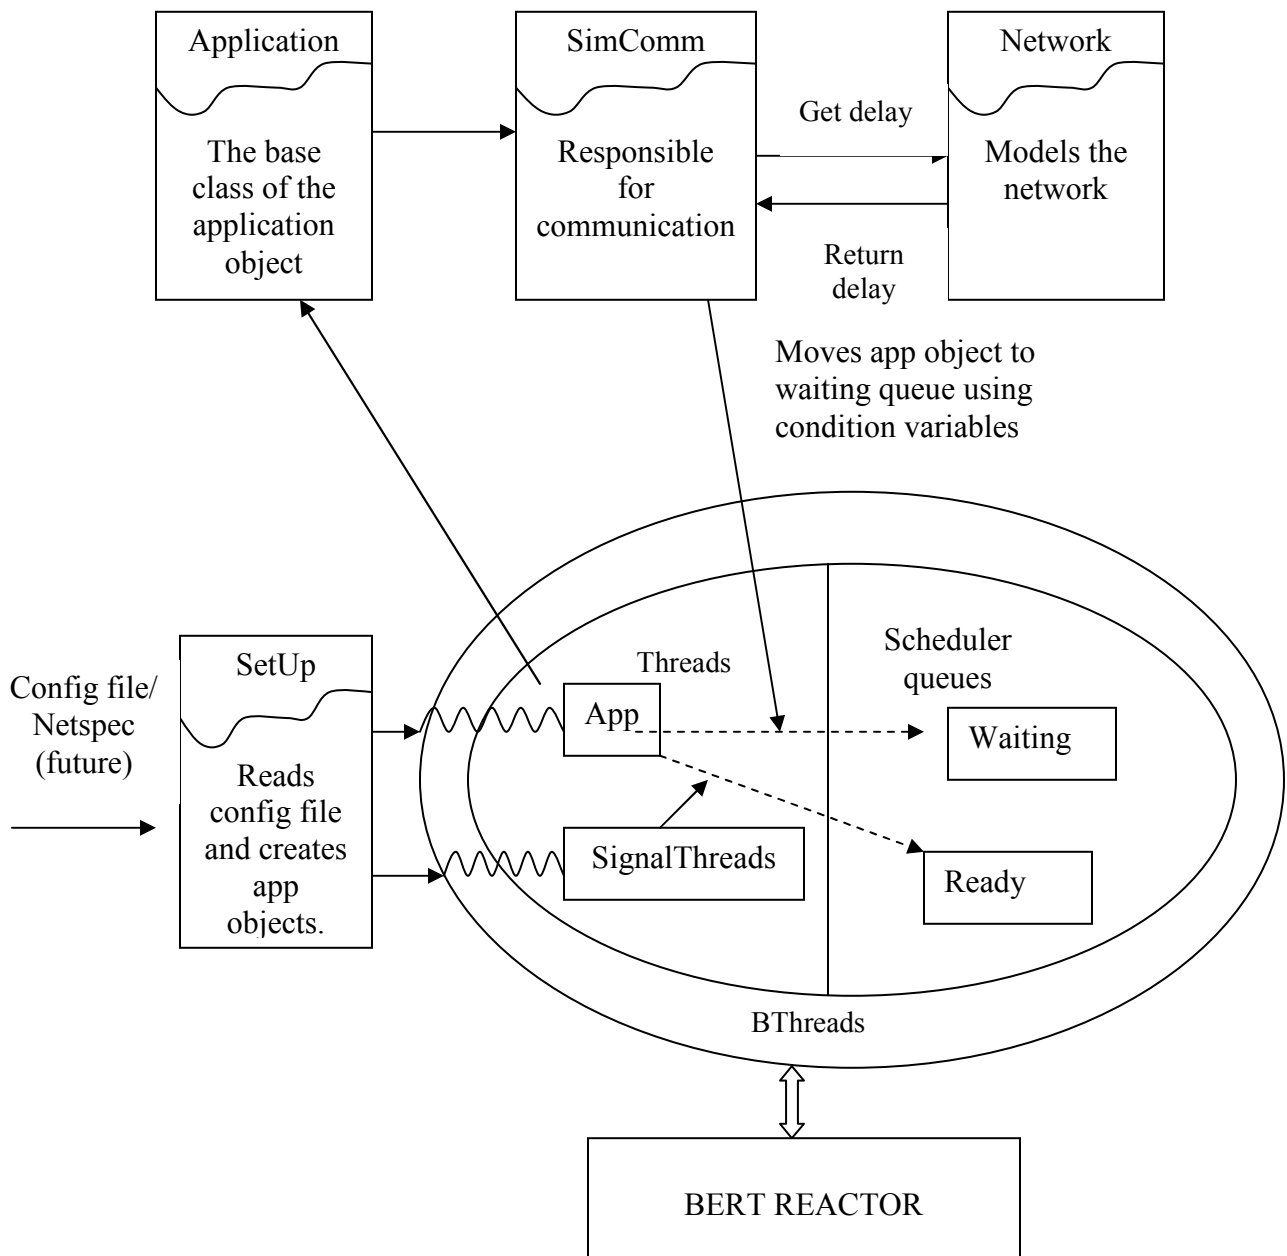 Application
The base
class of the
application
object
SimComm
Responsible
for
communication
Get delay
Return
delay
Network
Models the
network
Moves app object to
waiting queue using
condition variables
Config file/
Netspec
(future)
SetUp
Reads
config file
and creates
app
objects.
Threads
App
SignalThreads
Scheduler
queues
Waiting
Ready
BThreads
BERT REACTOR